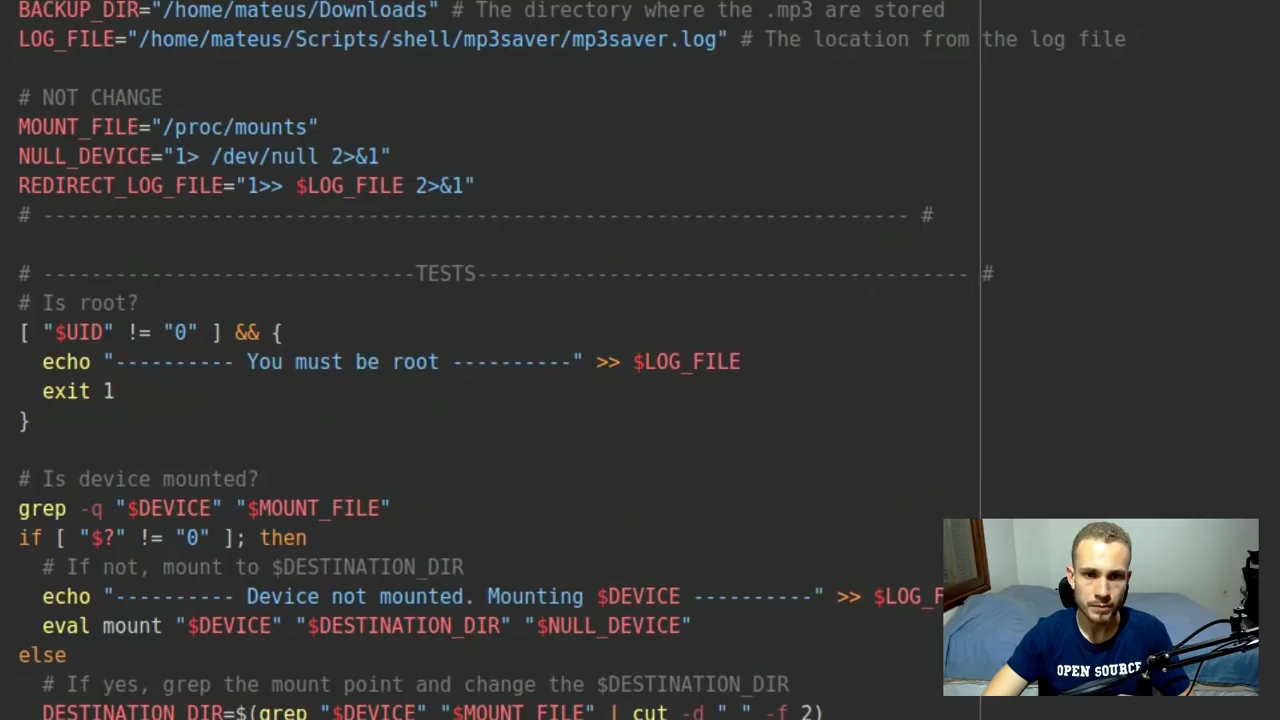 BACKUP_DIR="/home/mateus/Downloads" # The directory where the .mp3 are stored
LOG_FILE="/home/mateus/Scripts/shell/mp3saver/mp3saver.log" # The location from the log file
# NOT CHANGE
MOUNT_FILE="/proc/mounts"
NULL_DEVICE="1> /dev/null 2>&1"
REDIRECT_LOG_FILE="1>> $LOG_FILE 2>&1"
# ------------------------------------------------------------------------ #
# -------------------------------TESTS----------------------------------------- #
# Is root?
[ "$UID" != "0" ] && {
  echo "---------- You must be root ----------" >> $LOG_FILE
  exit 1
}
# Is device mounted?
grep -q "$DEVICE" "$MOUNT_FILE"
if [ "$?" != "0" ]; then
  # If not, mount to $DESTINATION_DIR
  echo "---------- Device not mounted. Mounting $DEVICE ----------" >> $LOG_F
  eval mount "$DEVICE" "$DESTINATION_DIR" "$NULL_DEVICE"
else
  # If yes, grep the mount point and change the $DESTINATION_DIR
  DESTINATION_DIR=$(grep "$DEVICE" "$MOUNT_FILE" | cut -d " " -f 2)
OPEN SOURCE